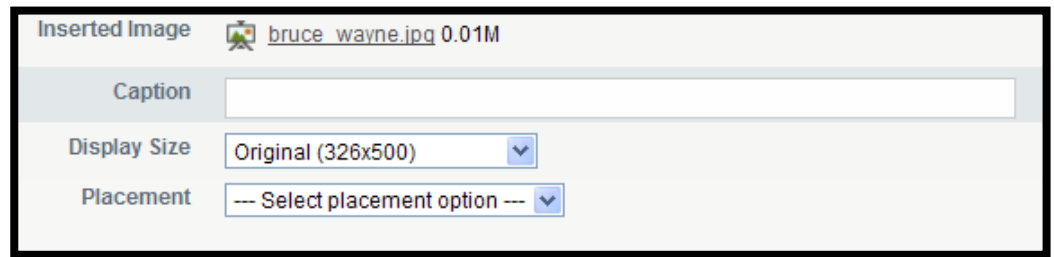 Inserted Image bruce_wayne.jpg 0.01M
Caption
Display Size Original (326x500)
Placement --- Select placement option ---